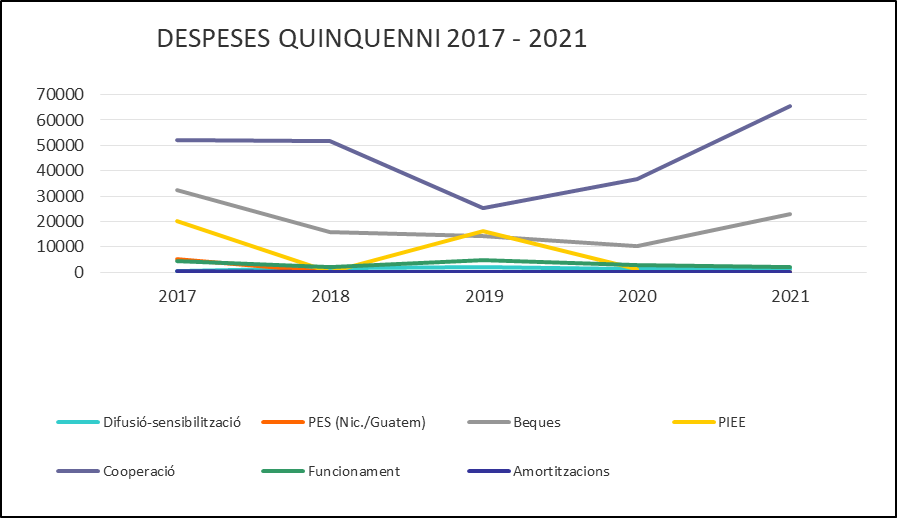 DESPESES QUINQUENNI 2017 - 2021
70000
60000
50000
40000
30000
20000
10000
0
2017 2018 2019 2020 2021
Difusió-sensibilització PES (Nic./Guatem) Beques PIEE
Cooperació Funcionament Amortitzacions